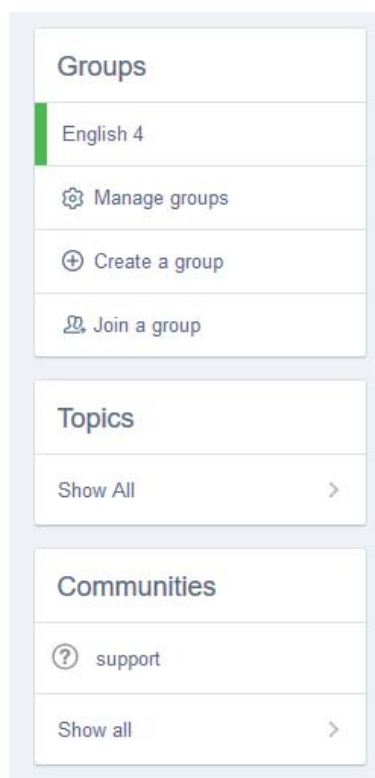 Groups
English 4
Manage groups
Create a group
Join a group
Topics
Show All
Communities
support
Show all